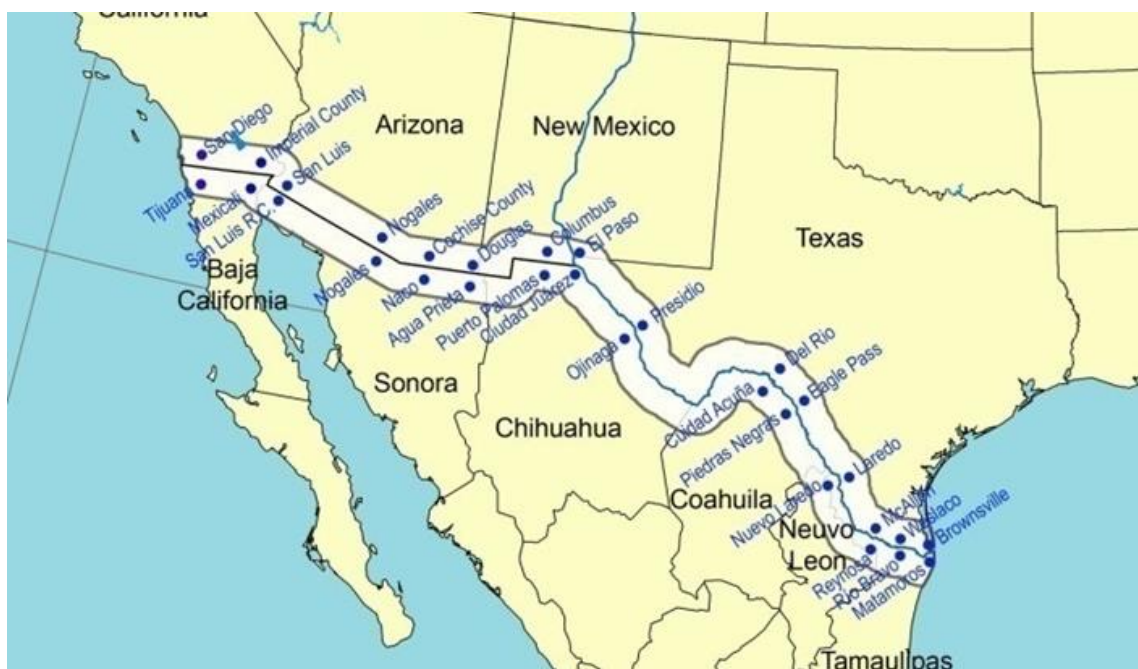 California
Arizona
New Mexico
Texas
San Diego
Imperial County
San Luis
Tijuana
Mexicali
San Luis R.C.
Baja
California
Nogales
Cochise County
Douglas
Columbus
El Paso
Nogales
Naco
Agua Prieta
Puerto Palomas
Ciudad Juárez
Presidio
Ojinaga
Sonora
Chihuahua
Del Rio
Eagle Pass
Cuidad Acuña
Piedras Negras
Coahuila
Laredo
Nuevo Laredo
Neuvo
Leon
McAllen
Weslaco
Brownsville
Reynosa
Rio Bravo
Matamoros
Tamaulipas